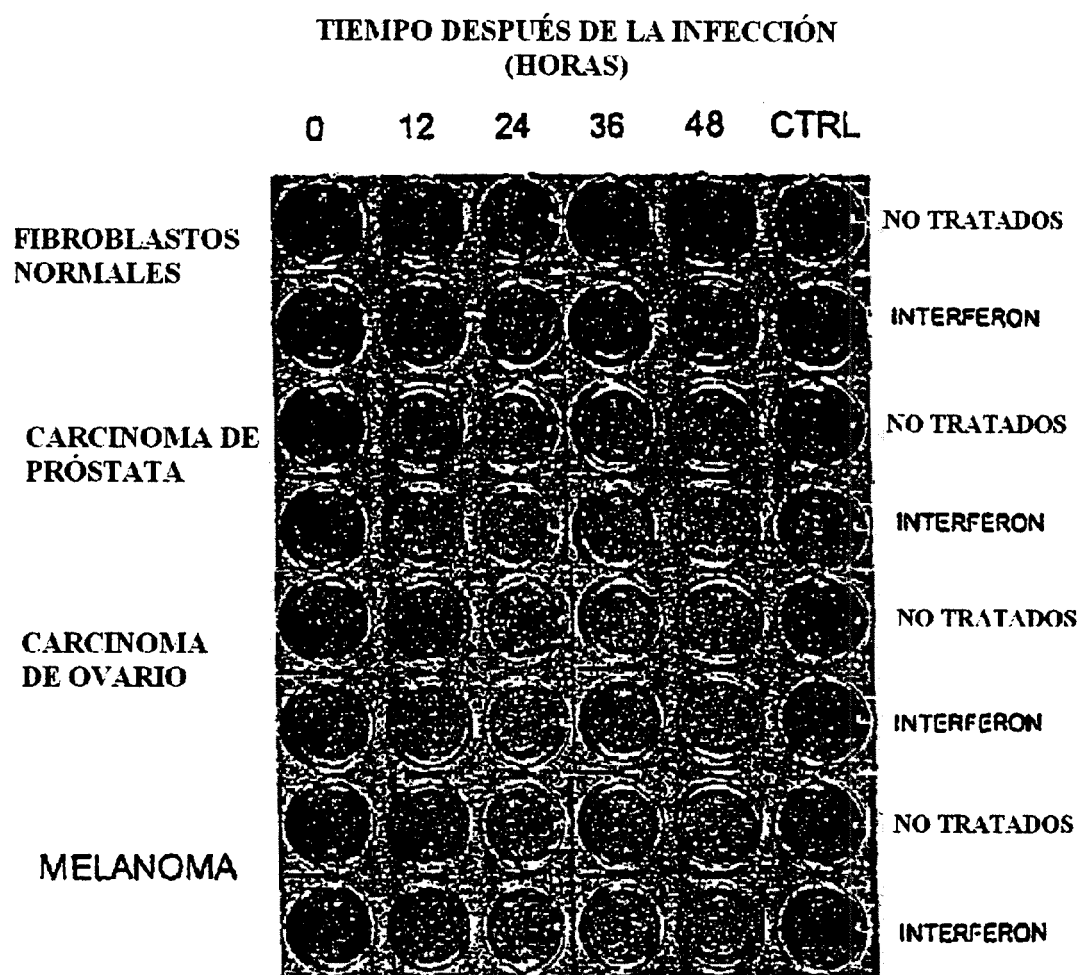 TIEMPO DESPUÉS DE LA INFECCIÓN
(HORAS)
0 12 24 36 48 CTRL
FIBROBLASTOS
NORMALES
NO TRATADOS
INTERFERON
CARCINOMA DE
PRÓSTATA
NO TRATADOS
INTERFERON
CARCINOMA
DE OVARIO
NO TRATADOS
INTERFERON
MELANOMA
NO TRATADOS
INTERFERON